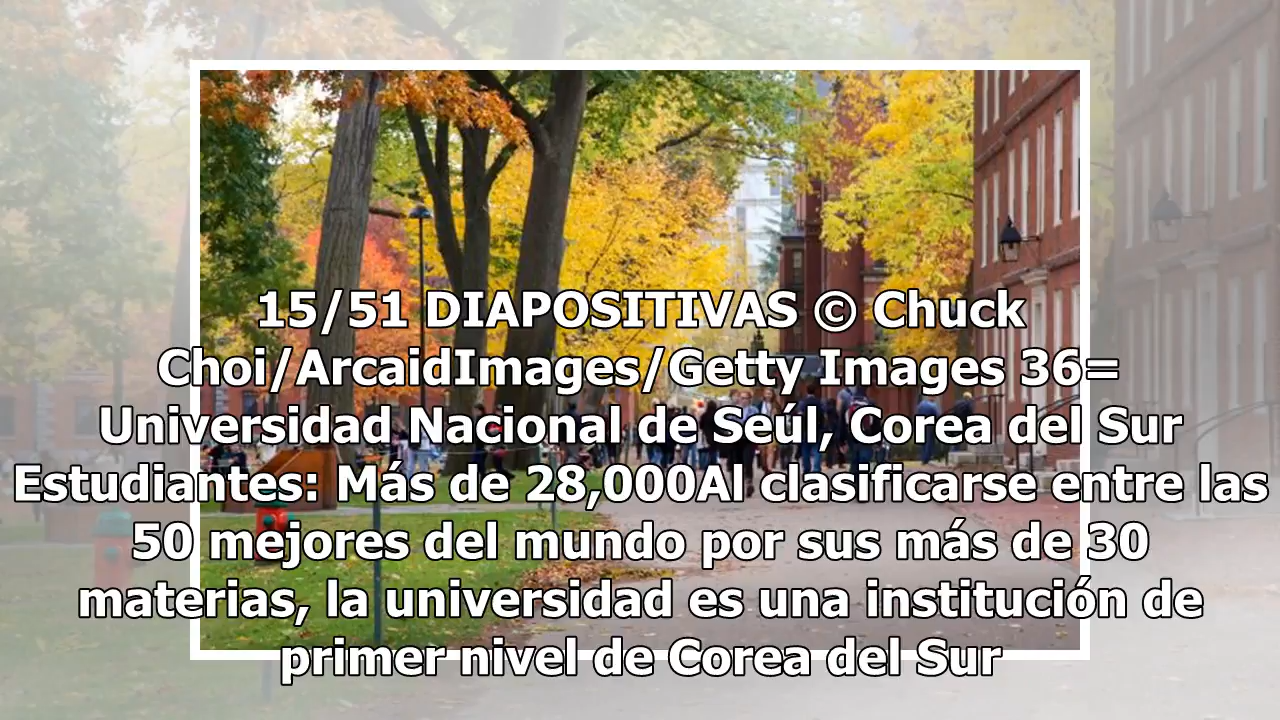 15/51 DIAPOSITIVAS © Chuck
Choi/ArcaidImages/Getty Images 36=
Universidad Nacional de Seúl, Corea del Sur
Estudiantes: Más de 28,000Al clasificarse entre las
50 mejores del mundo por sus más de 30
materias, la universidad es una institución de
primer nivel de Corea del Sur